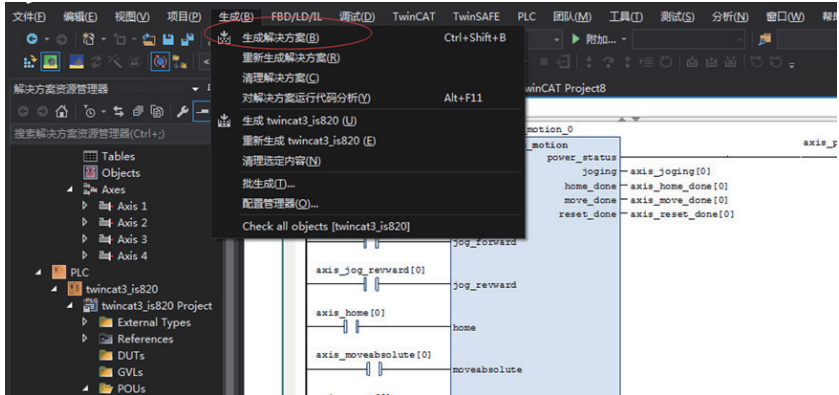 文件(F) 编辑(E) 视图(V) 项目(P) 生成(B) FBD/LD/IL 调试(D) TwinCAT TwinSAFE PLC 团队(M) 工具(T) 测试(S) 分析(N) 窗口(W)
附加...
生成解决方案(B) Ctrl+Shift+B
重新生成解决方案(R)
清理解决方案(C)
对解决方案运行代码分析(Y) Alt+F11
生成 twincat3_is820 (U)
重新生成 twincat3_is820 (E)
清理选定内容(N)
批生成(T)...
配置管理器(O)...
Check all objects [twincat3_is820]
解决方案资源管理器
搜索解决方案资源管理器(Ctrl+;)
Tables
Objects
Axes
Axis 1
Axis 2
Axis 3
Axis 4
PLC
twincat3_is820
twincat3_is820 Project
External Types
References
DUTs
GVLs
POUs
winCAT Project8
motion_0
motion
power_status
axis_p
joging axis_joging[0]
home_done axis_home_done[0]
move_done axis_move_done[0]
reset_done axis_reset_done[0]
jog_forward
axis_jog_revward[0]
jog_revward
axis_home[0]
home
axis_moveabsolute[0]
moveabsolute